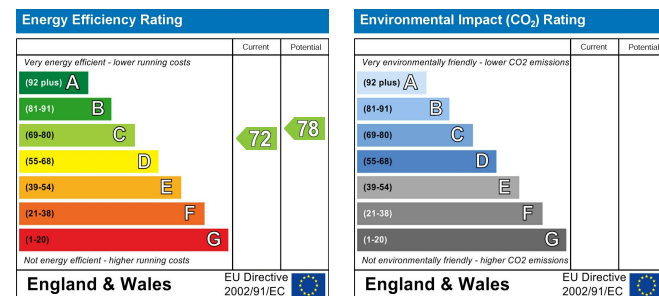 Energy Efficiency Rating
Current Potential
Very energy efficient - lower running costs
(92 plus) A
(81-91) B
(69-80) C
72 78
(55-68) D
(39-54) E
(21-38) F
(1-20) G
Not energy efficient - higher running costs
England & Wales
EU Directive
2002/91/EC
Environmental Impact (CO₂) Rating
Current Potential
Very environmentally friendly - lower CO2 emissions
(92 plus) A
(81-91) B
(69-80) C
(55-68) D
(39-54) E
(21-38) F
(1-20) G
Not environmentally friendly - higher CO2 emissions
England & Wales
EU Directive
2002/91/EC